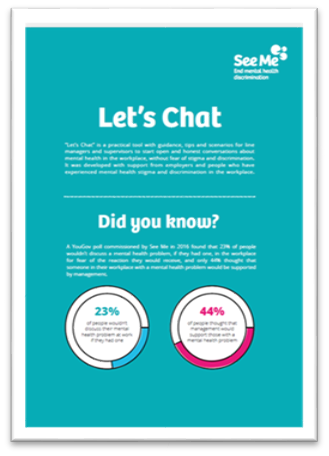 See Me
End mental health
discrimination
Let's Chat
"Let's Chat" is a practical tool with guidance, tips and scenarios for line
managers and supervisors to start open and honest conversations about
mental health in the workplace, without fear of stigma and discrimination.
It was developed with support from employers and people who have
experienced mental health stigma and discrimination in the workplace.
Did you know?
A YouGov poll commissioned by See Me in 2016 found that 23% of people
wouldn't discuss a mental health problem, if they had one, in the workplace
for fear of the reaction they would receive, and only 44% thought that
someone in their workplace with a mental health problem would be supported
by management.
23%
of people wouldn't
discuss their mental
health problem at work
if they had one
44%
of people thought that
management would
support those with a
mental health problem